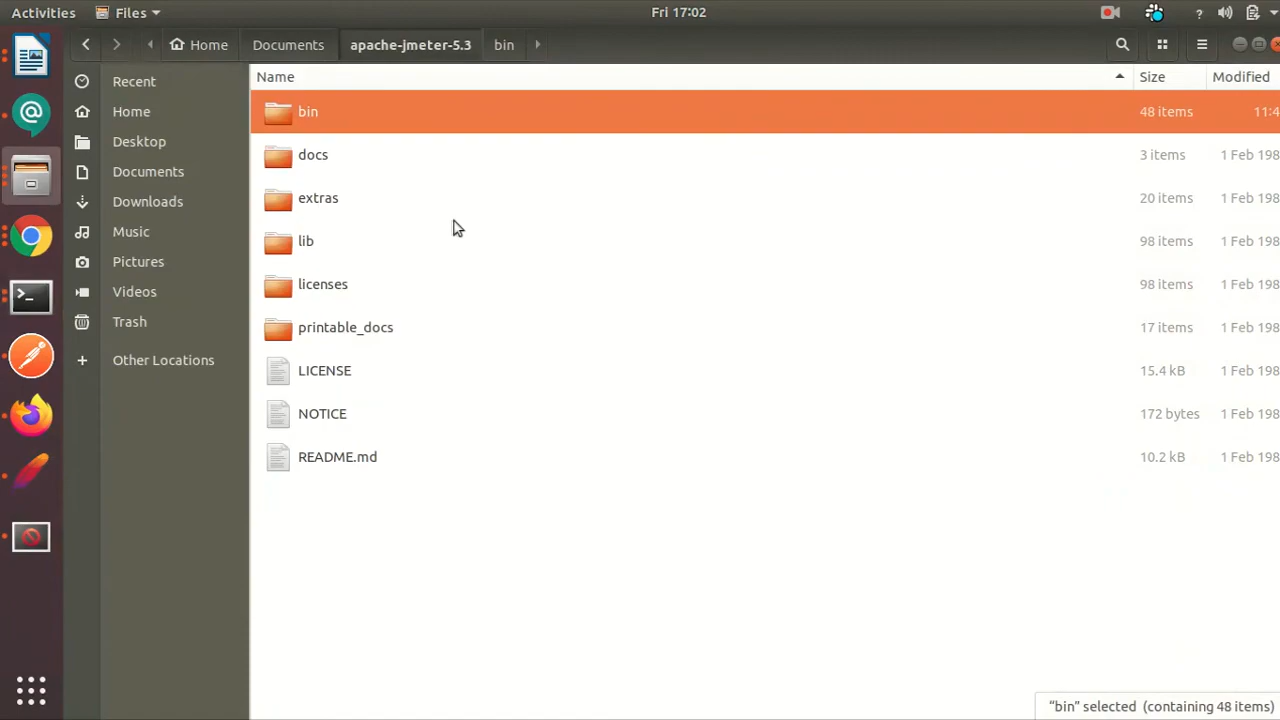 Activities Files Fri 17:02
Home Documents apache-jmeter-5.3 bin
Name Size Modified
Recent
Home
Desktop
Documents
Downloads
Music
Pictures
Videos
Trash
Other Locations
bin 48 items 11:4
docs 3 items 1 Feb 198
extras 20 items 1 Feb 198
lib 98 items 1 Feb 198
licenses 98 items 1 Feb 198
printable_docs 17 items 1 Feb 198
LICENSE 15.4 kB 1 Feb 198
NOTICE 172 bytes 1 Feb 198
README.md 10.2 kB 1 Feb 198
“bin” selected (containing 48 items)